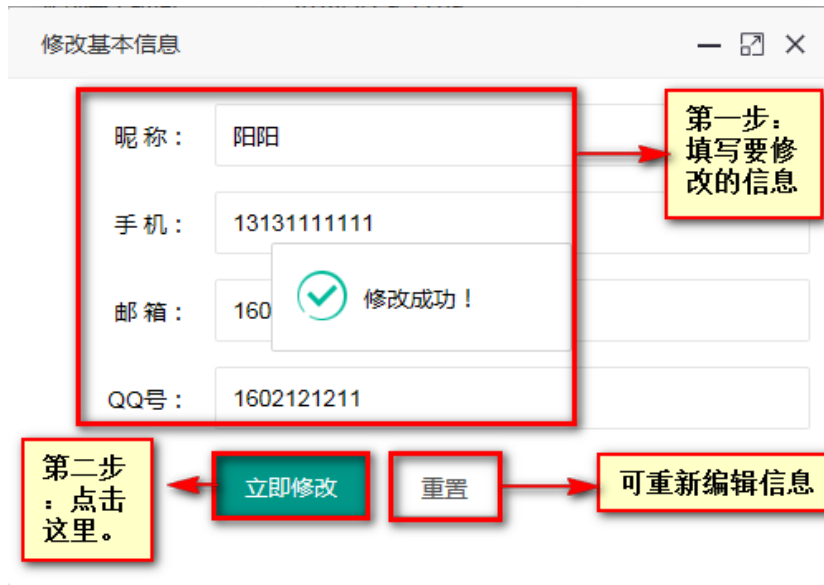 修改基本信息
昵 称：
阳阳
第一步：
填写要修
改的信息
手 机：
13131111111
修改成功！
邮 箱：
160
QQ号：
1602121211
第二步
：点击
这里。
立即修改
重置
可重新编辑信息